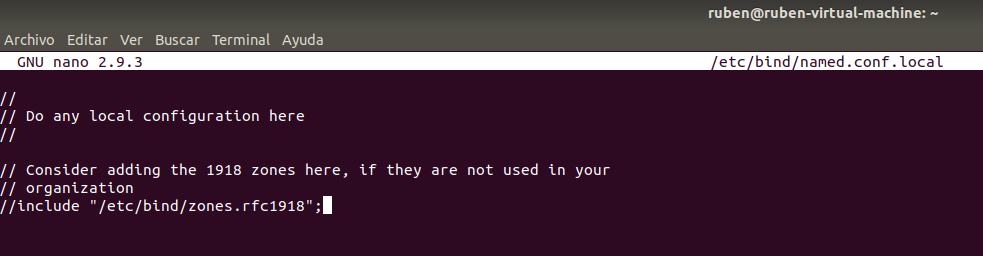 ruben@ruben-virtual-machine: ~
Archivo Editar Ver Buscar Terminal Ayuda
GNU nano 2.9.3 /etc/bind/named.conf.local
//
// Do any local configuration here
//
// Consider adding the 1918 zones here, if they are not used in your
// organization
//include "/etc/bind/zones.rfc1918";